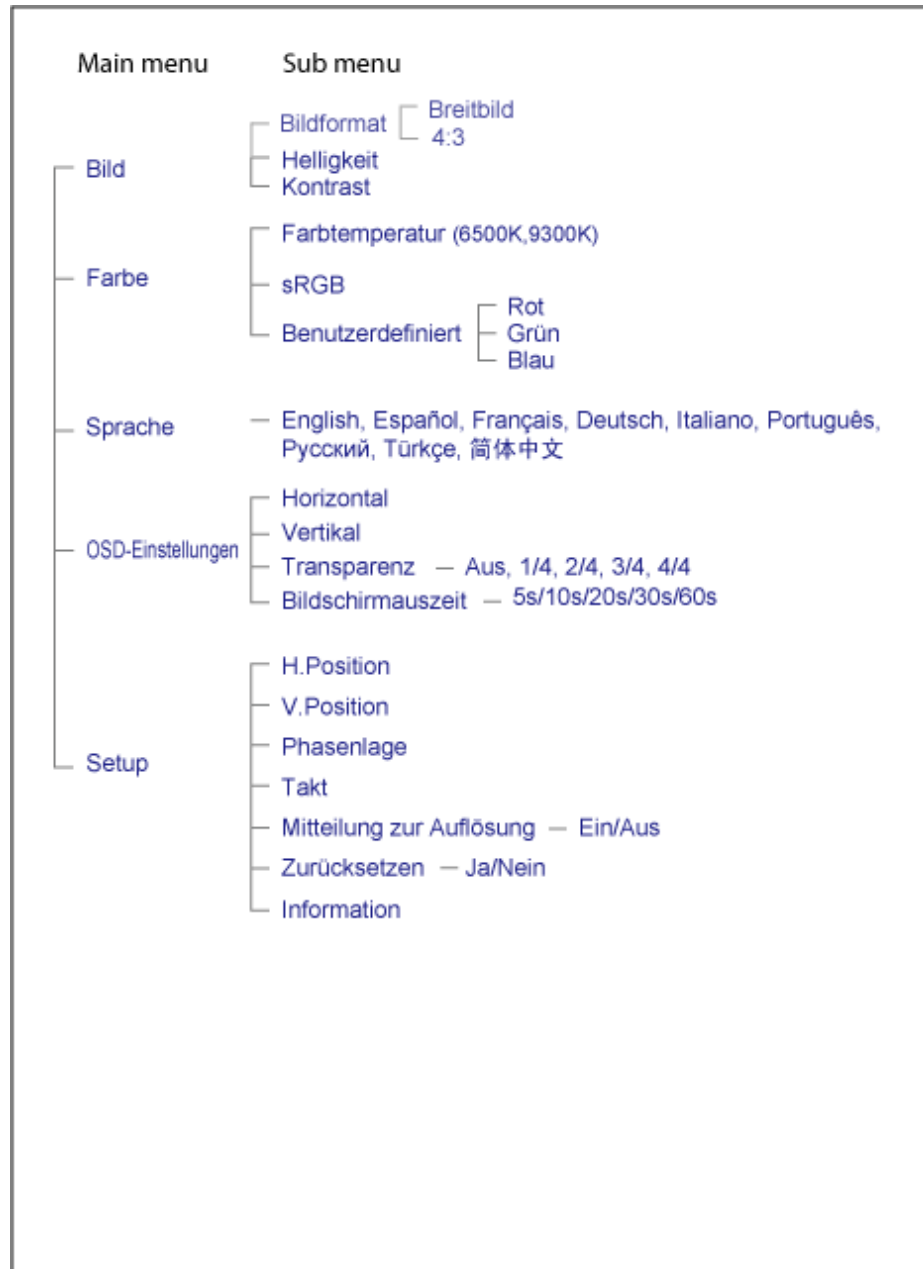 Main menu Sub menu
Bildformat Breitbild
4:3
Bild Helligkeit
Kontrast
Farbtemperatur (6500K,9300K)
Farbe sRGB
Rot
Benutzerdefiniert Grün
Blau
Sprache English, Español, Français, Deutsch, Italiano, Português,
Русский, Türkçe, 简体中文
Horizontal
Vertikal
OSD-Einstellungen
Transparenz Aus, 1/4, 2/4, 3/4, 4/4
Bildschirmauszeit 5s/10s/20s/30s/60s
H.Position
V.Position
Phasenlage
Setup Takt
Mitteilung zur Auflösung Ein/Aus
Zurücksetzen Ja/Nein
Information